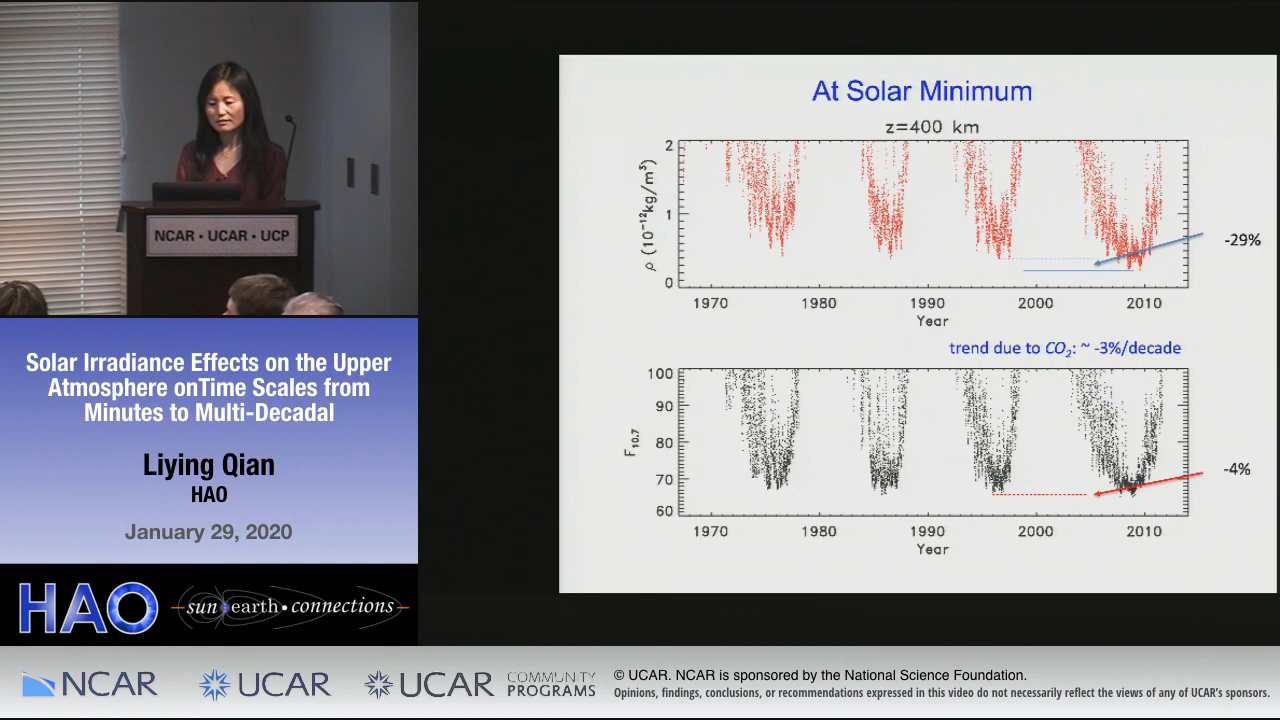 NCAR • UCAR • UCP
Solar Irradiance Effects on the Upper
Atmosphere onTime Scales from
Minutes to Multi-Decadal
Liying Qian
HAO
January 29, 2020
HAO
sun•earth•connections
At Solar Minimum
z=400 km
ρ (10⁻¹²kg/m³)
2
1
0
1970 1980 1990 2000 2010
Year
-29%
trend due to CO₂: ~ -3%/decade
F₁₀.₇
100
90
80
70
60
1970 1980 1990 2000 2010
Year
-4%
NCAR
UCAR
UCAR
COMMUNITY
PROGRAMS
© UCAR. NCAR is sponsored by the National Science Foundation.
Opinions, findings, conclusions, or recommendations expressed in this video do not necessarily reflect the views of any of UCAR's sponsors.